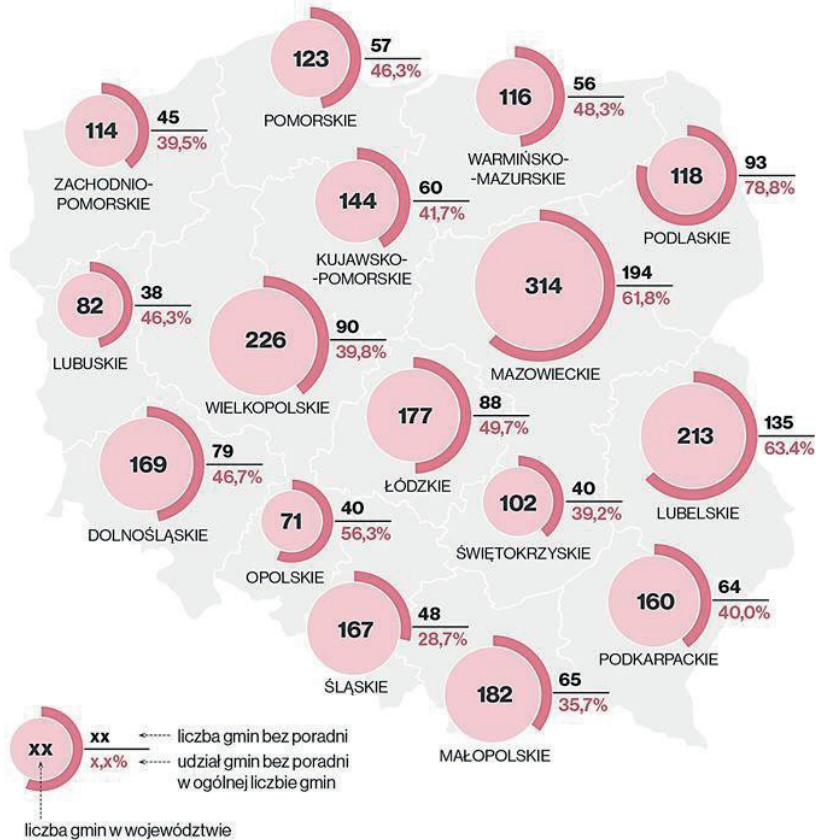 123
57
46,3%
POMORSKIE
116
56
48,3%
WARMIŃSKO-
-MAZURSKIE
114
45
39,5%
ZACHODNIO-
POMORSKIE
118
93
78,8%
PODLASKIE
144
60
41,7%
KUJAWSKO-
-POMORSKIE
314
194
61,8%
MAZOWIECKIE
82
38
46,3%
LUBUSKIE
226
90
39,8%
WIELKOPOLSKIE
177
88
49,7%
ŁÓDZKIE
213
135
63.4%
LUBELSKIE
169
79
46,7%
DOLNOŚLĄSKIE
71
40
56,3%
OPOLSKIE
102
40
39,2%
ŚWIĘTOKRZYSKIE
160
64
40,0%
PODKARPACKIE
167
48
28,7%
ŚLĄSKIE
182
65
35,7%
MAŁOPOLSKIE
xx
xx
x,x%
liczba gmin bez poradni
udział gmin bez poradni
w ogólnej liczbie gmin
liczba gmin w województwie